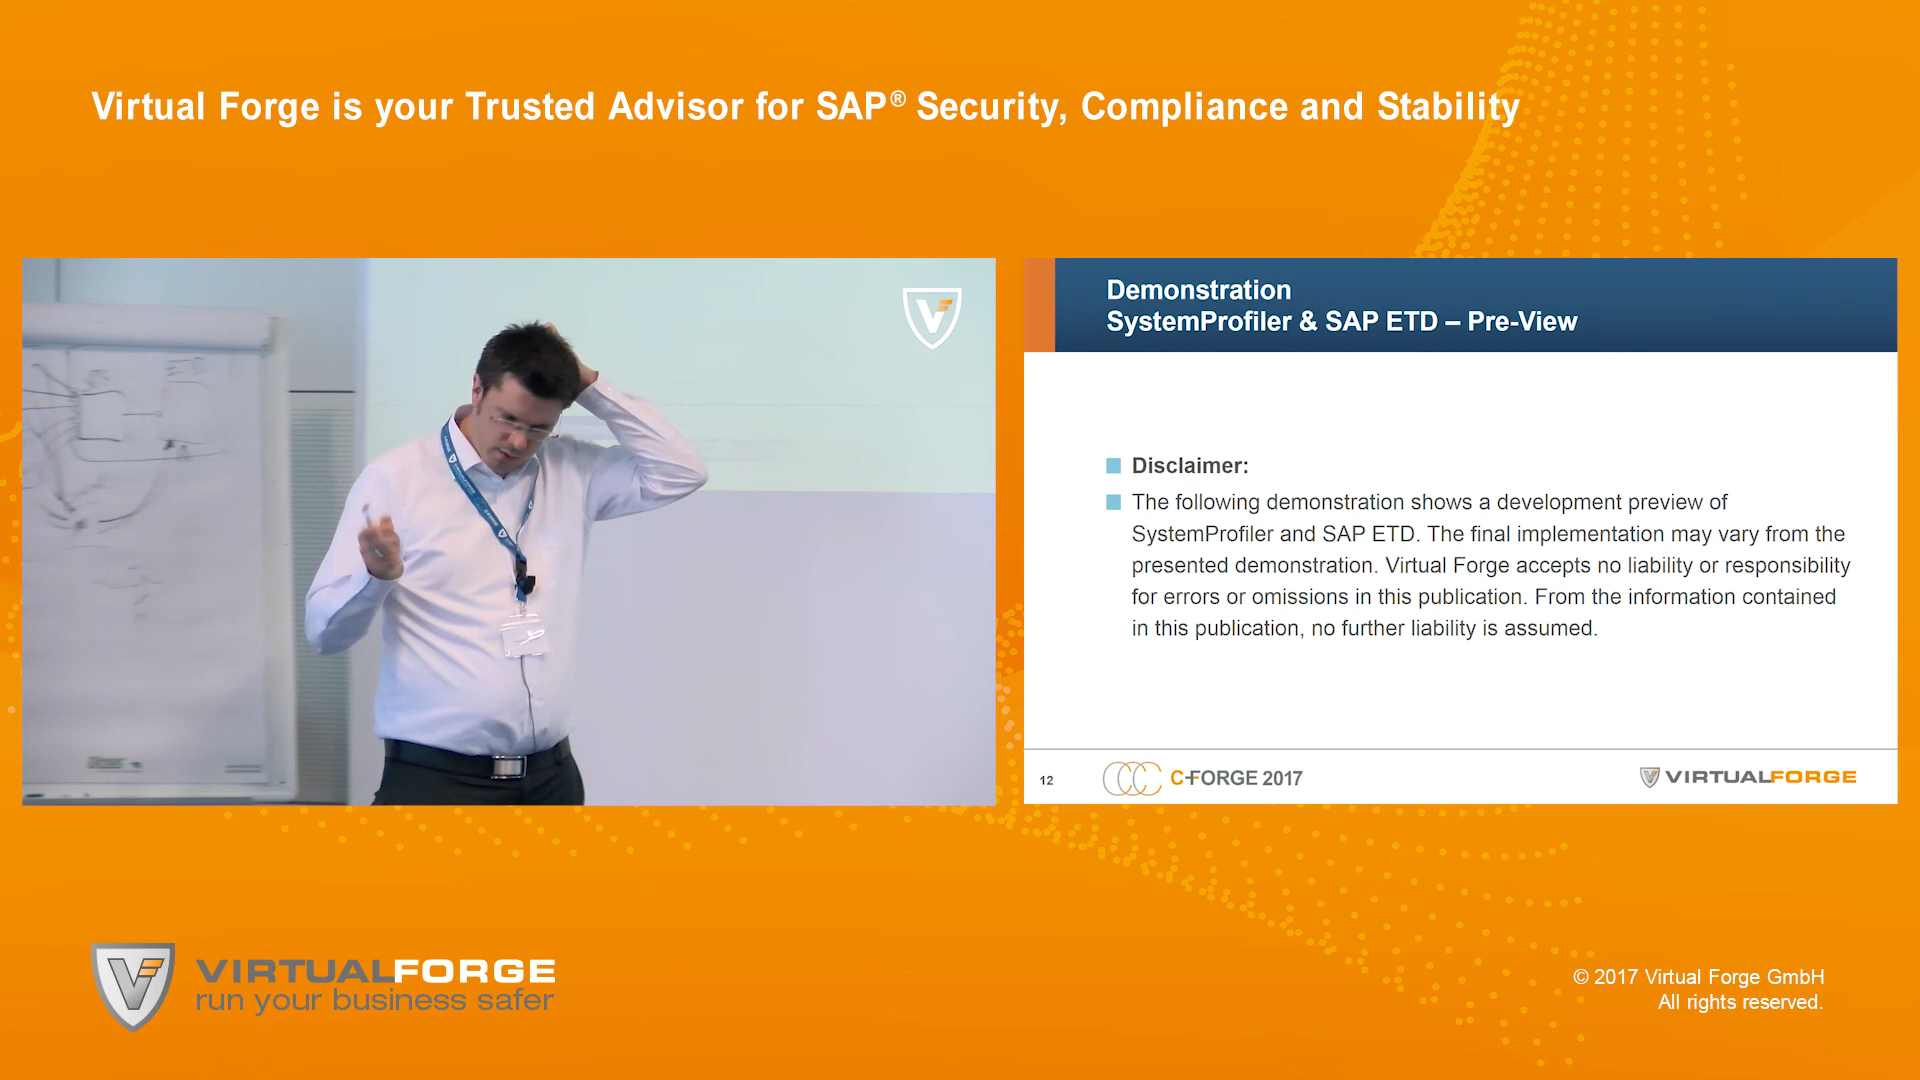 Virtual Forge is your Trusted Advisor for SAP® Security, Compliance and Stability
Demonstration
SystemProfiler & SAP ETD – Pre-View
Disclaimer:
The following demonstration shows a development preview of
SystemProfiler and SAP ETD. The final implementation may vary from the
presented demonstration. Virtual Forge accepts no liability or responsibility
for errors or omissions in this publication. From the information contained
in this publication, no further liability is assumed.
12
C-FORGE 2017
VIRTUALFORGE
VIRTUALFORGE
run your business safer
© 2017 Virtual Forge GmbH
All rights reserved.